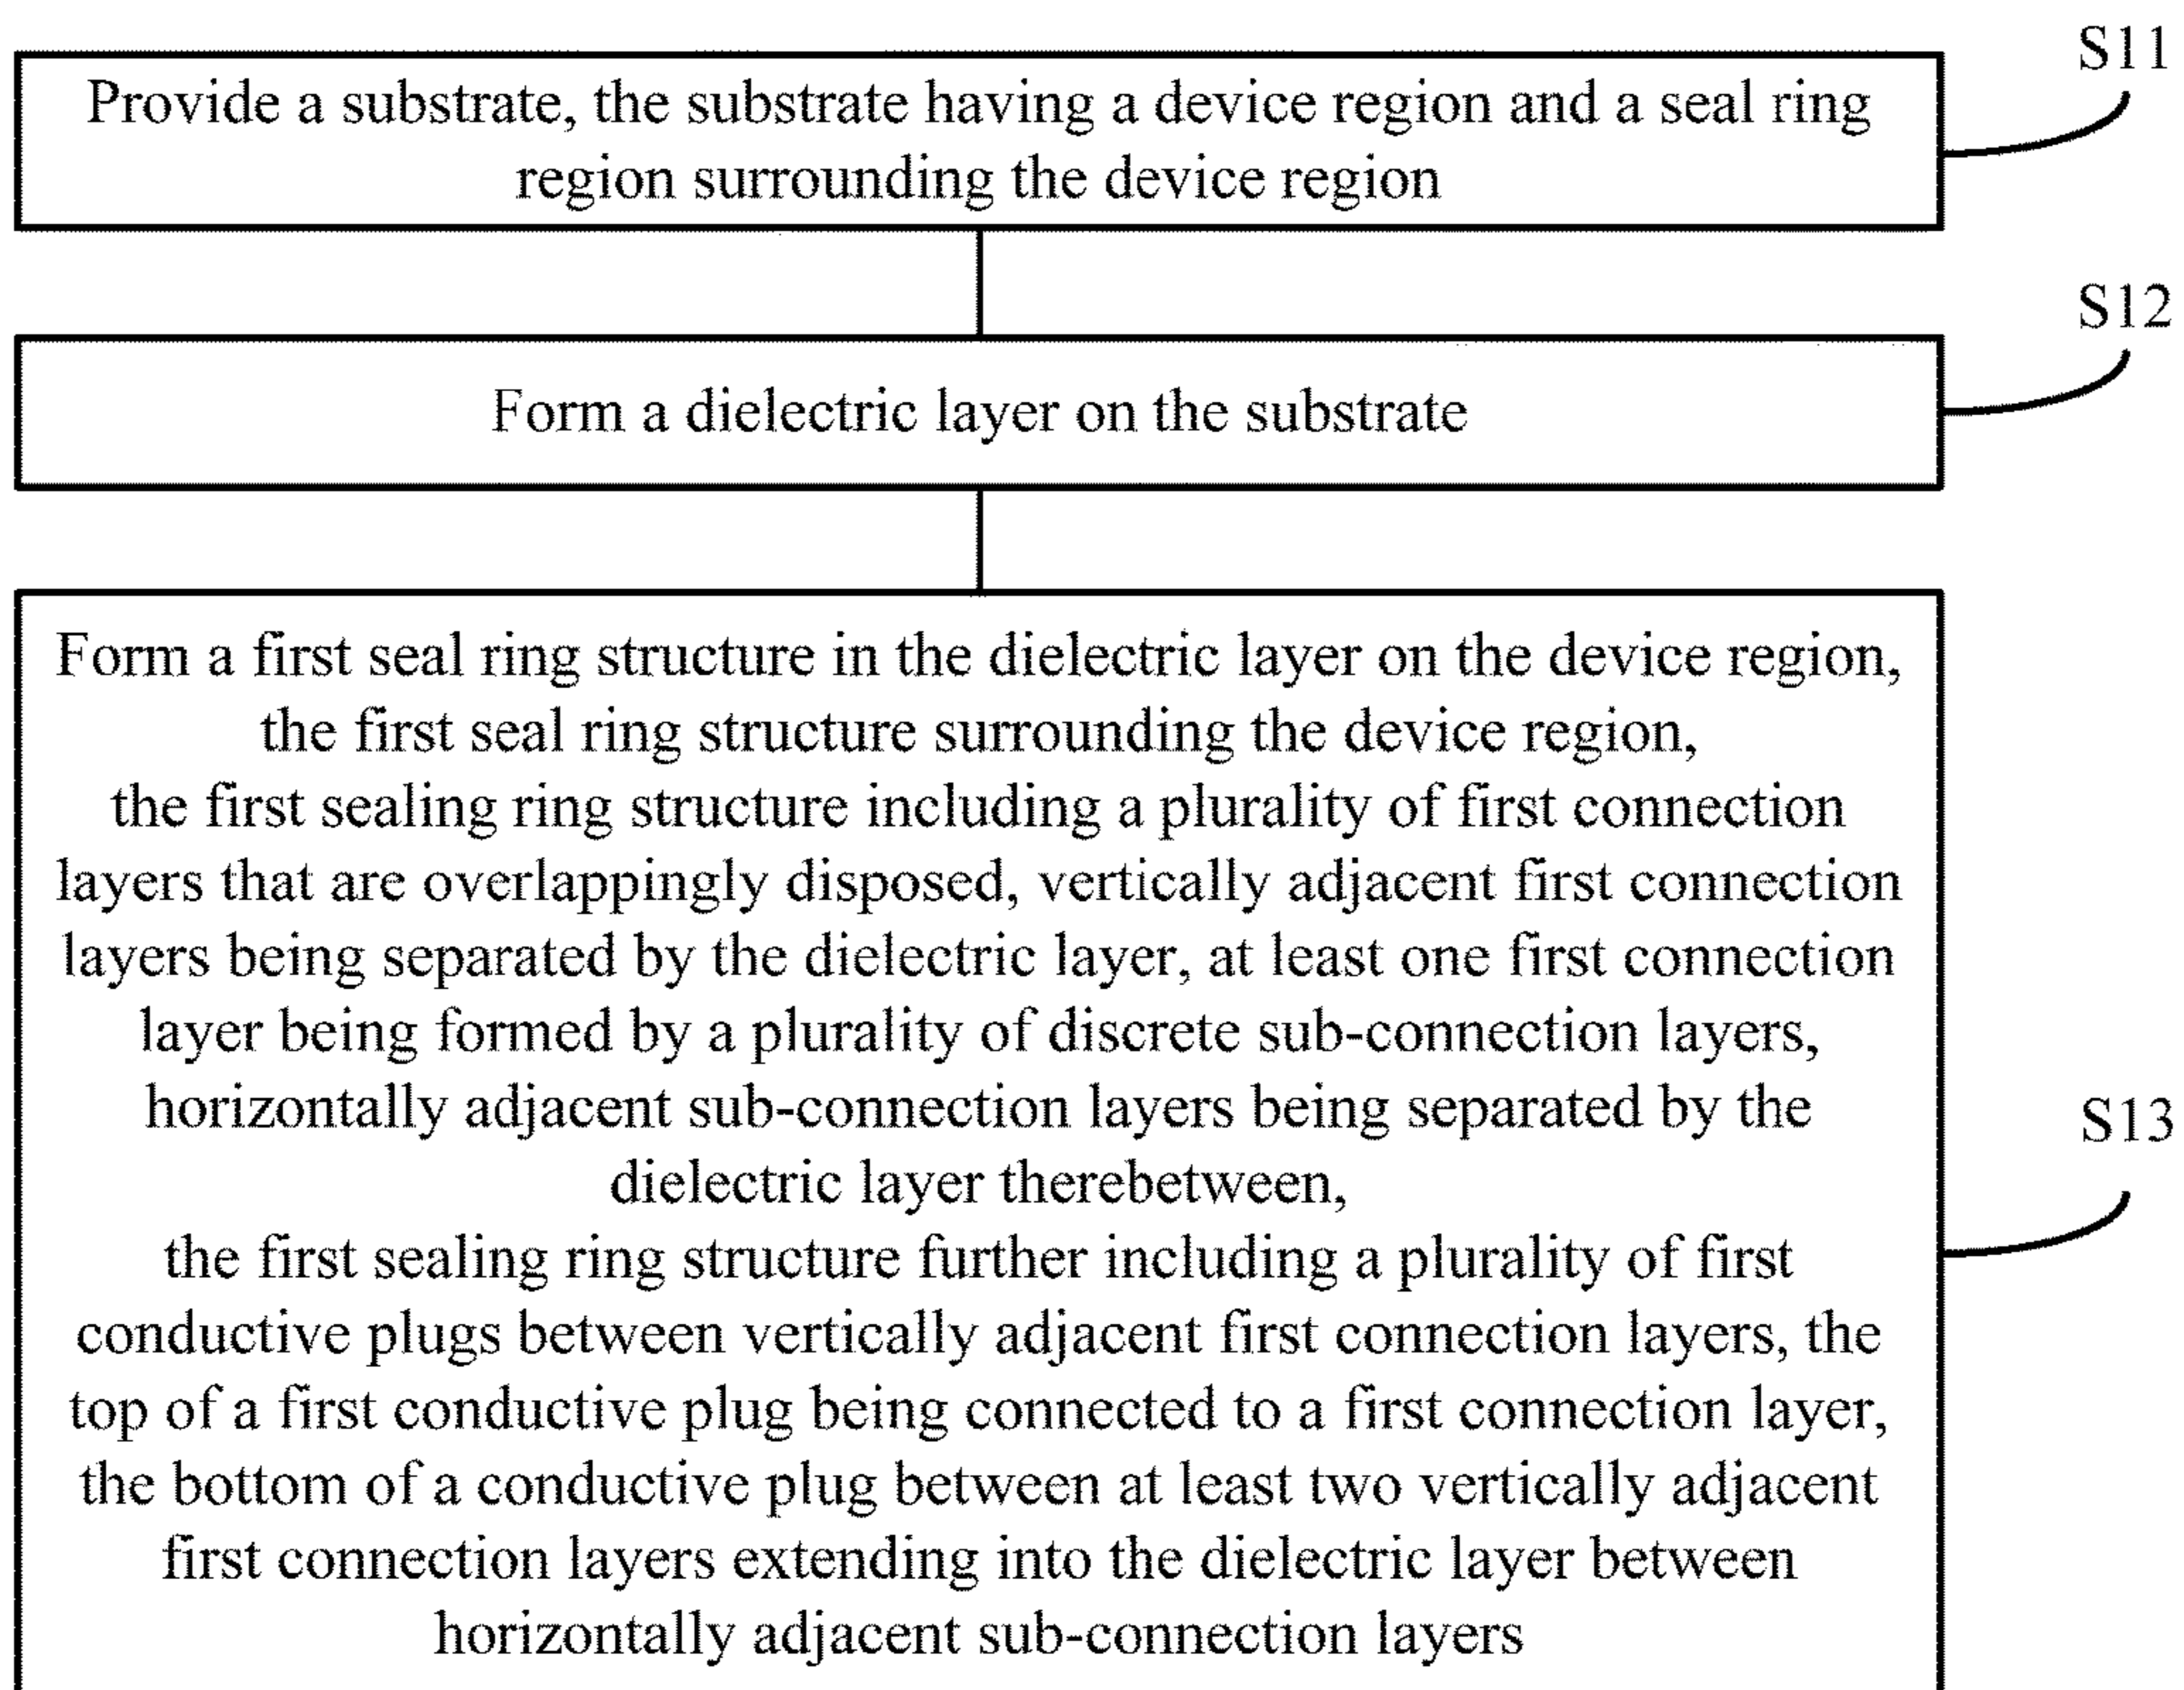 S11
Provide a substrate, the substrate having a device region and a seal ring
region surrounding the device region
S12
Form a dielectric layer on the substrate
Form a first seal ring structure in the dielectric layer on the device region,
the first seal ring structure surrounding the device region,
the first sealing ring structure including a plurality of first connection
layers that are overlappingly disposed, vertically adjacent first connection
layers being separated by the dielectric layer, at least one first connection
layer being formed by a plurality of discrete sub-connection layers,
horizontally adjacent sub-connection layers being separated by the
S13
dielectric layer therebetween,
the first sealing ring structure further including a plurality of first
conductive plugs between vertically adjacent first connection layers, the
top of a first conductive plug being connected to a first connection layer,
the bottom of a conductive plug between at least two vertically adjacent
first connection layers extending into the dielectric layer between
horizontally adjacent sub-connection layers